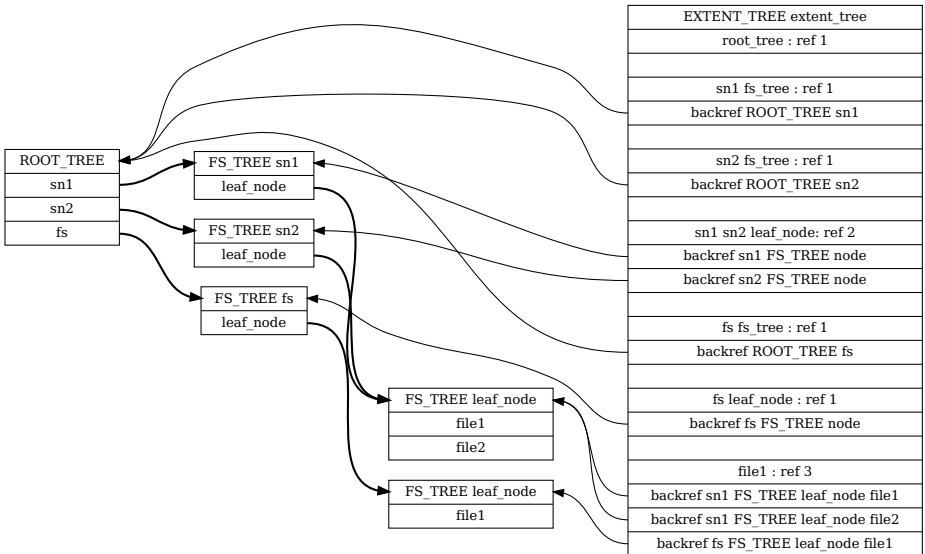 ROOT_TREE
sn1
sn2
fs
FS_TREE sn1
leaf_node
FS_TREE sn2
leaf_node
FS_TREE fs
leaf_node
FS_TREE leaf_node
file1
file2
FS_TREE leaf_node
file1
EXTENT_TREE extent_tree
root_tree : ref 1
sn1 fs_tree : ref 1
backref ROOT_TREE sn1
sn2 fs_tree : ref 1
backref ROOT_TREE sn2
sn1 sn2 leaf_node: ref 2
backref sn1 FS_TREE node
backref sn2 FS_TREE node
fs fs_tree : ref 1
backref ROOT_TREE fs
fs leaf_node : ref 1
backref fs FS_TREE node
file1 : ref 3
backref sn1 FS_TREE leaf_node file1
backref sn1 FS_TREE leaf_node file2
backref fs FS_TREE leaf_node file1